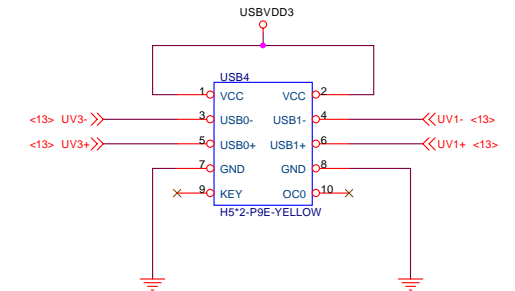 USBVDD3
USB4
1 VCC VCC 2
<13> UV3- 3 USB0- USB1- 4 UV1- <13>
<13> UV3+ 5 USB0+ USB1+ 6 UV1+ <13>
7 GND GND 8
9 KEY OC0 10
H5*2-P9E-YELLOW